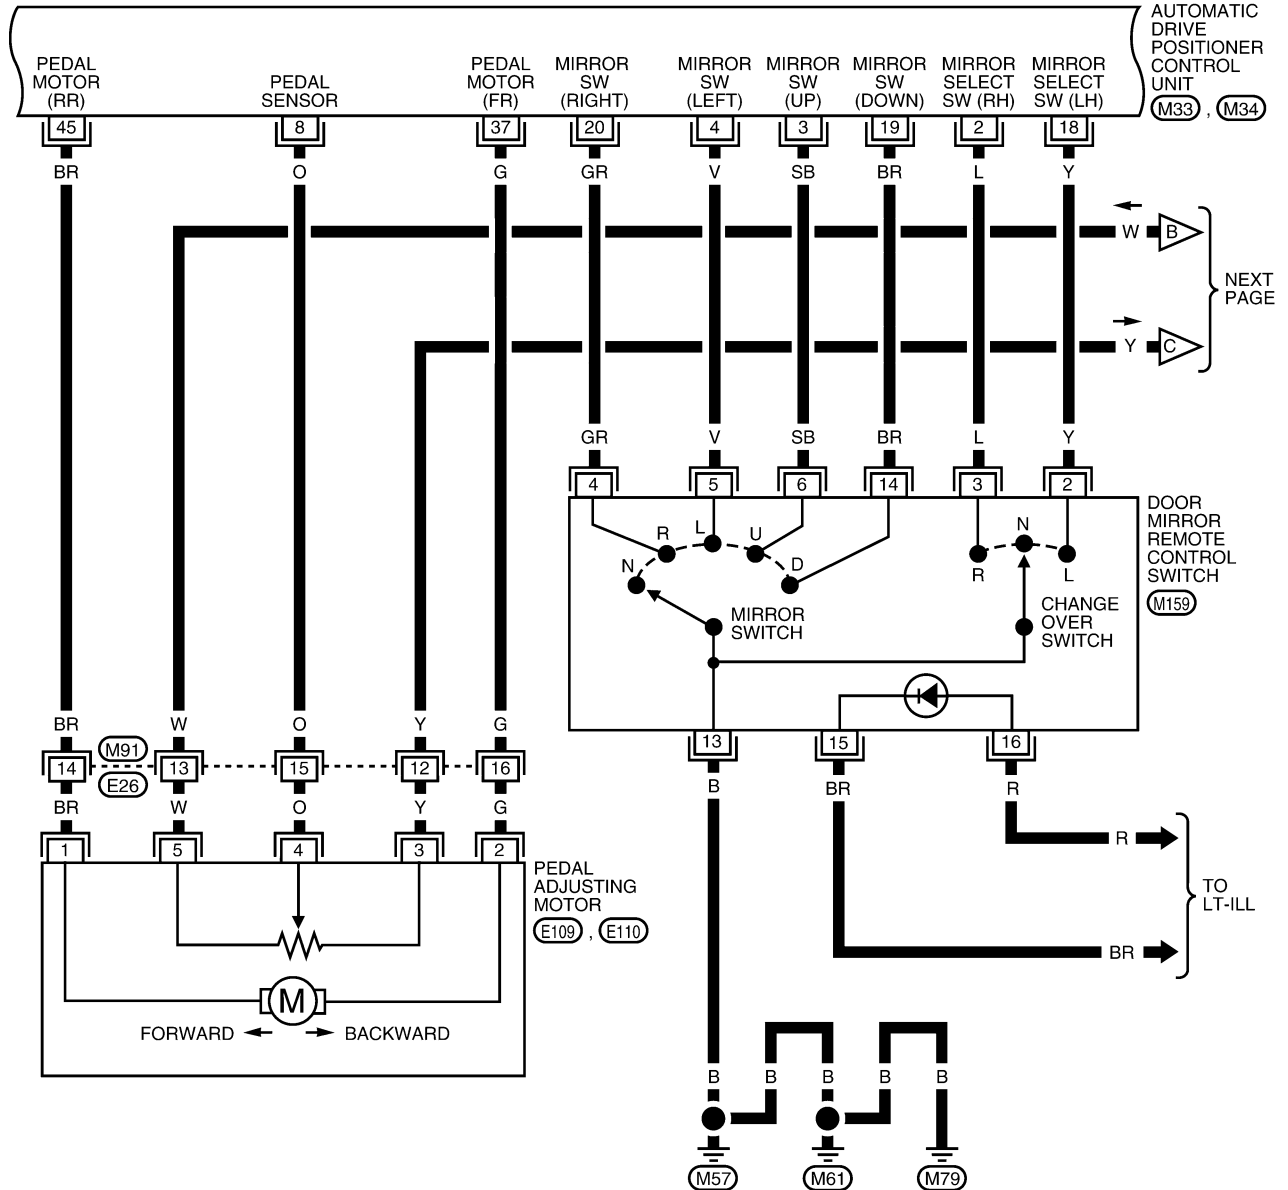 AUTOMATIC
DRIVE
POSITIONER
CONTROL
UNIT
M33 , M34
PEDAL
MOTOR
(RR)
PEDAL
SENSOR
PEDAL
MOTOR
(FR)
MIRROR
SW
(RIGHT)
MIRROR
SW
(LEFT)
MIRROR
SW
(UP)
MIRROR
SW
(DOWN)
MIRROR
SELECT
SW (RH)
MIRROR
SELECT
SW (LH)
45 8 37 20 4 3 19 2 18
BR O G GR V SB BR L Y
W B
NEXT
PAGE
Y C
GR V SB BR L Y
4 5 6 14 3 2
DOOR
MIRROR
REMOTE
CONTROL
SWITCH
M159
N R L U D
MIRROR
SWITCH
R N L
CHANGE
OVER
SWITCH
13 15 16
B BR R
BR W O Y G
M91
14 13 15 12 16
E26
BR W O Y G
1 5 4 3 2
PEDAL
ADJUSTING
MOTOR
E109 , E110
M
FORWARD BACKWARD
R
TO
LT-ILL
BR
B B B B B
M57 M61 M79